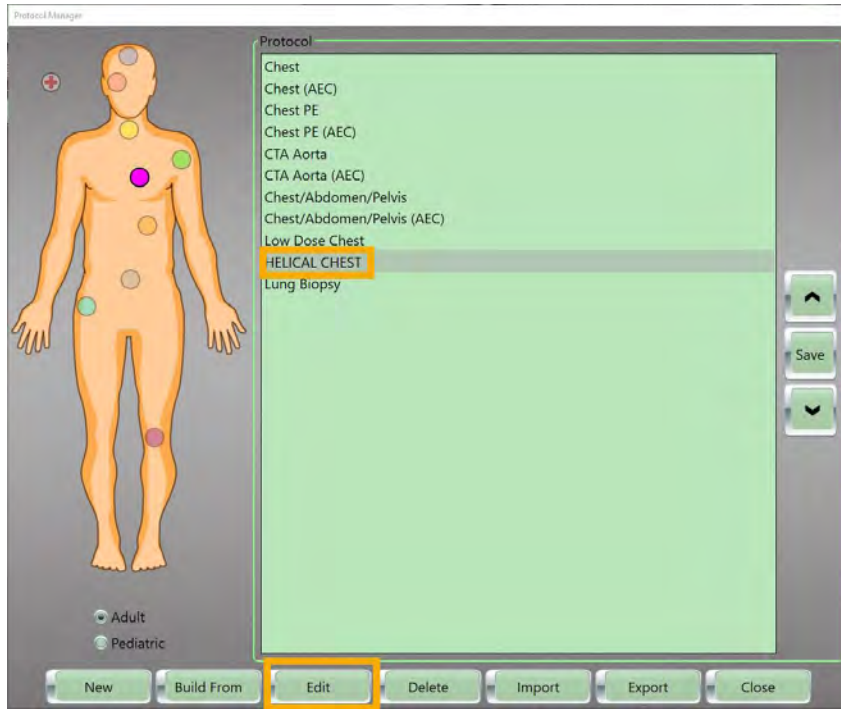 Protocol Manager
Protocol
Chest
Chest (AEC)
Chest PE
Chest PE (AEC)
CTA Aorta
CTA Aorta (AEC)
Chest/Abdomen/Pelvis
Chest/Abdomen/Pelvis (AEC)
Low Dose Chest
HELICAL CHEST
Lung Biopsy
Save
Adult
Pediatric
New
Build From
Edit
Delete
Import
Export
Close